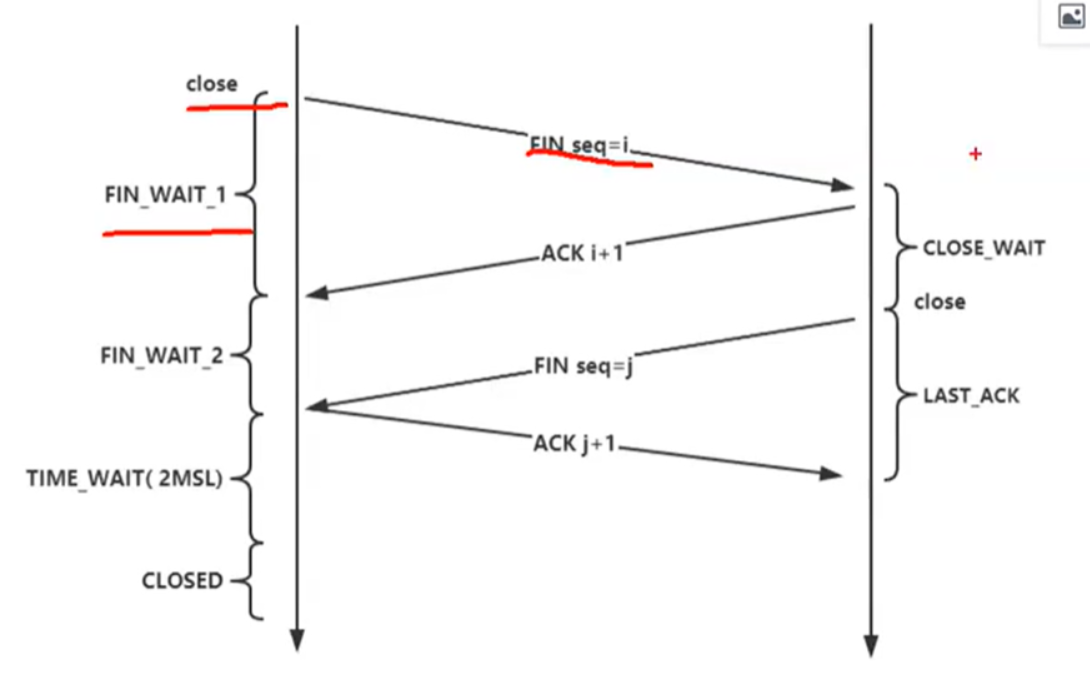 close
FIN seq=i
FIN_WAIT_1
ACK i+1
CLOSE_WAIT
close
FIN_WAIT_2
FIN seq=j
LAST_ACK
ACK j+1
TIME_WAIT( 2MSL)
CLOSED